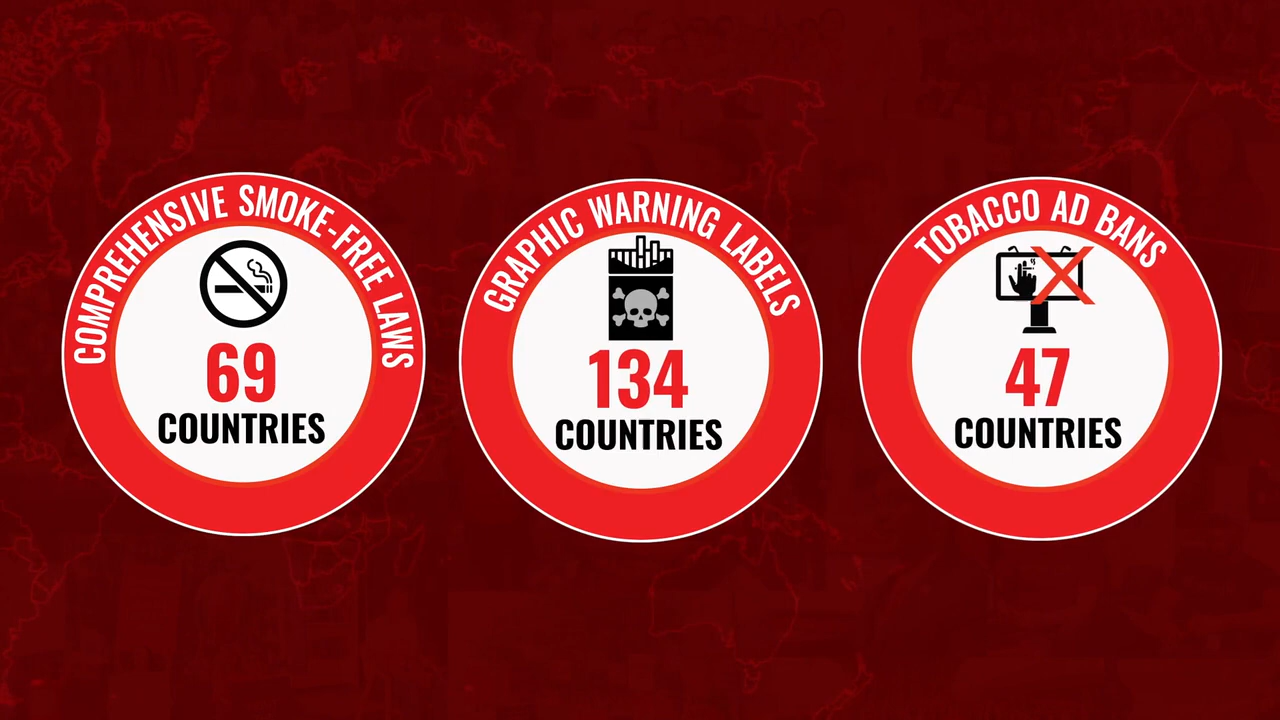 COMPREHENSIVE SMOKE-FREE LAWS
69
COUNTRIES
GRAPHIC WARNING LABELS
134
COUNTRIES
TOBACCO AD BANS
47
COUNTRIES